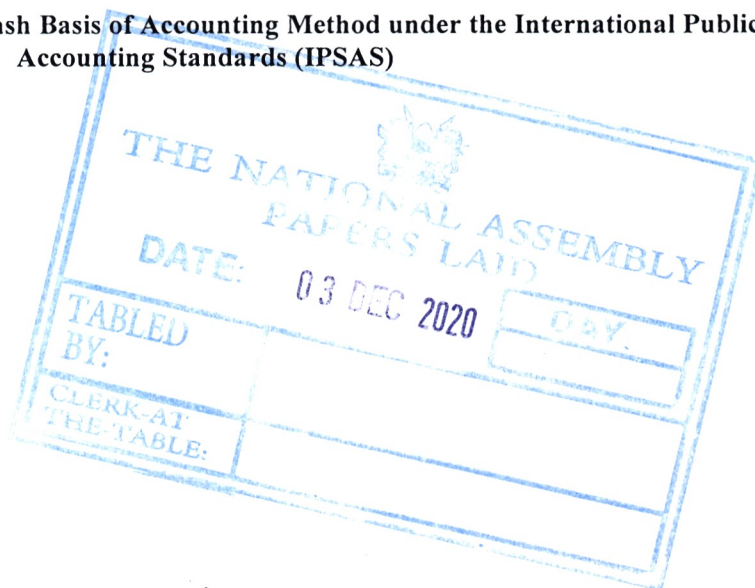 ash Basis of Accounting Method under the International Public
Accounting Standards (IPSAS)
THE NATIONAL ASSEMBLY
PAPERS LAID
DATE: 03 DEC 2020
DAY.
TABLED
BY:
CLERK-AT
THE-TABLE: